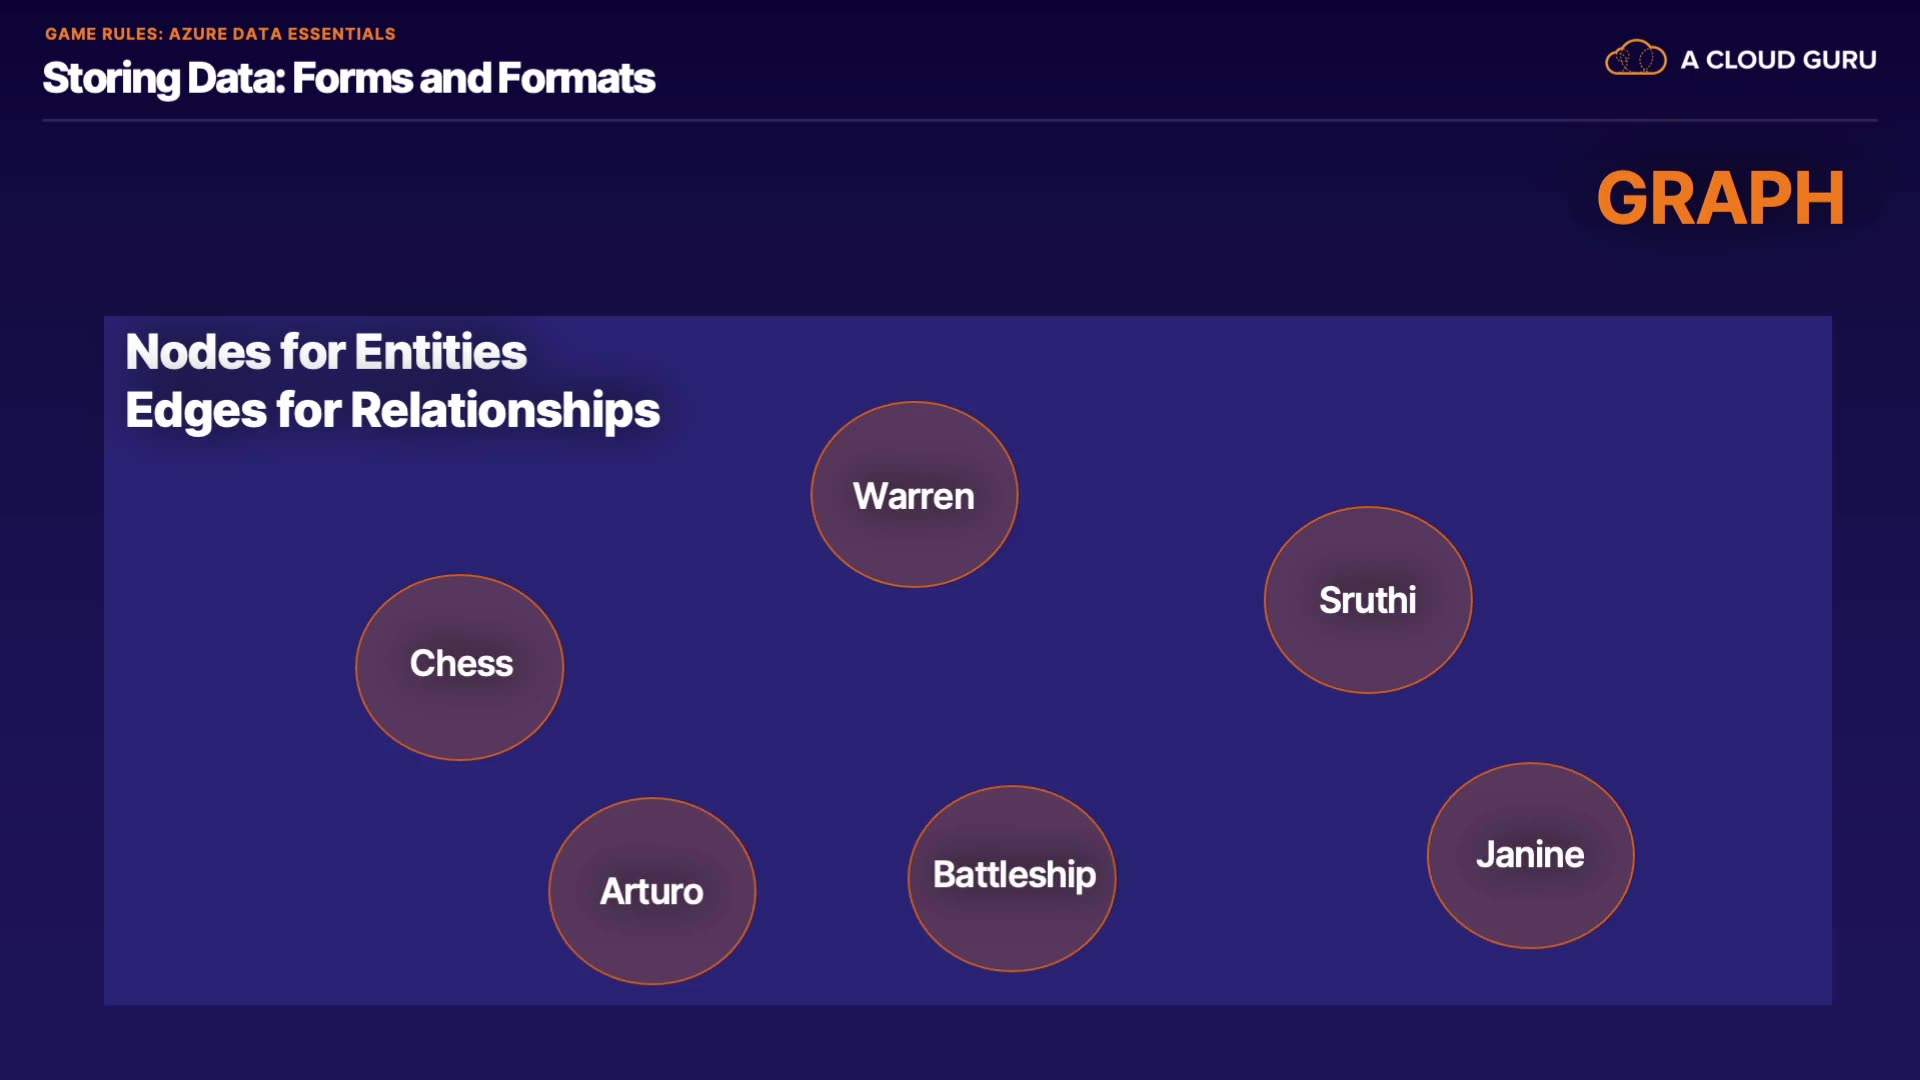 GAME RULES: AZURE DATA ESSENTIALS
Storing Data: Forms and Formats
A CLOUD GURU
GRAPH
Nodes for Entities
Edges for Relationships
Warren
Sruthi
Chess
Janine
Battleship
Arturo